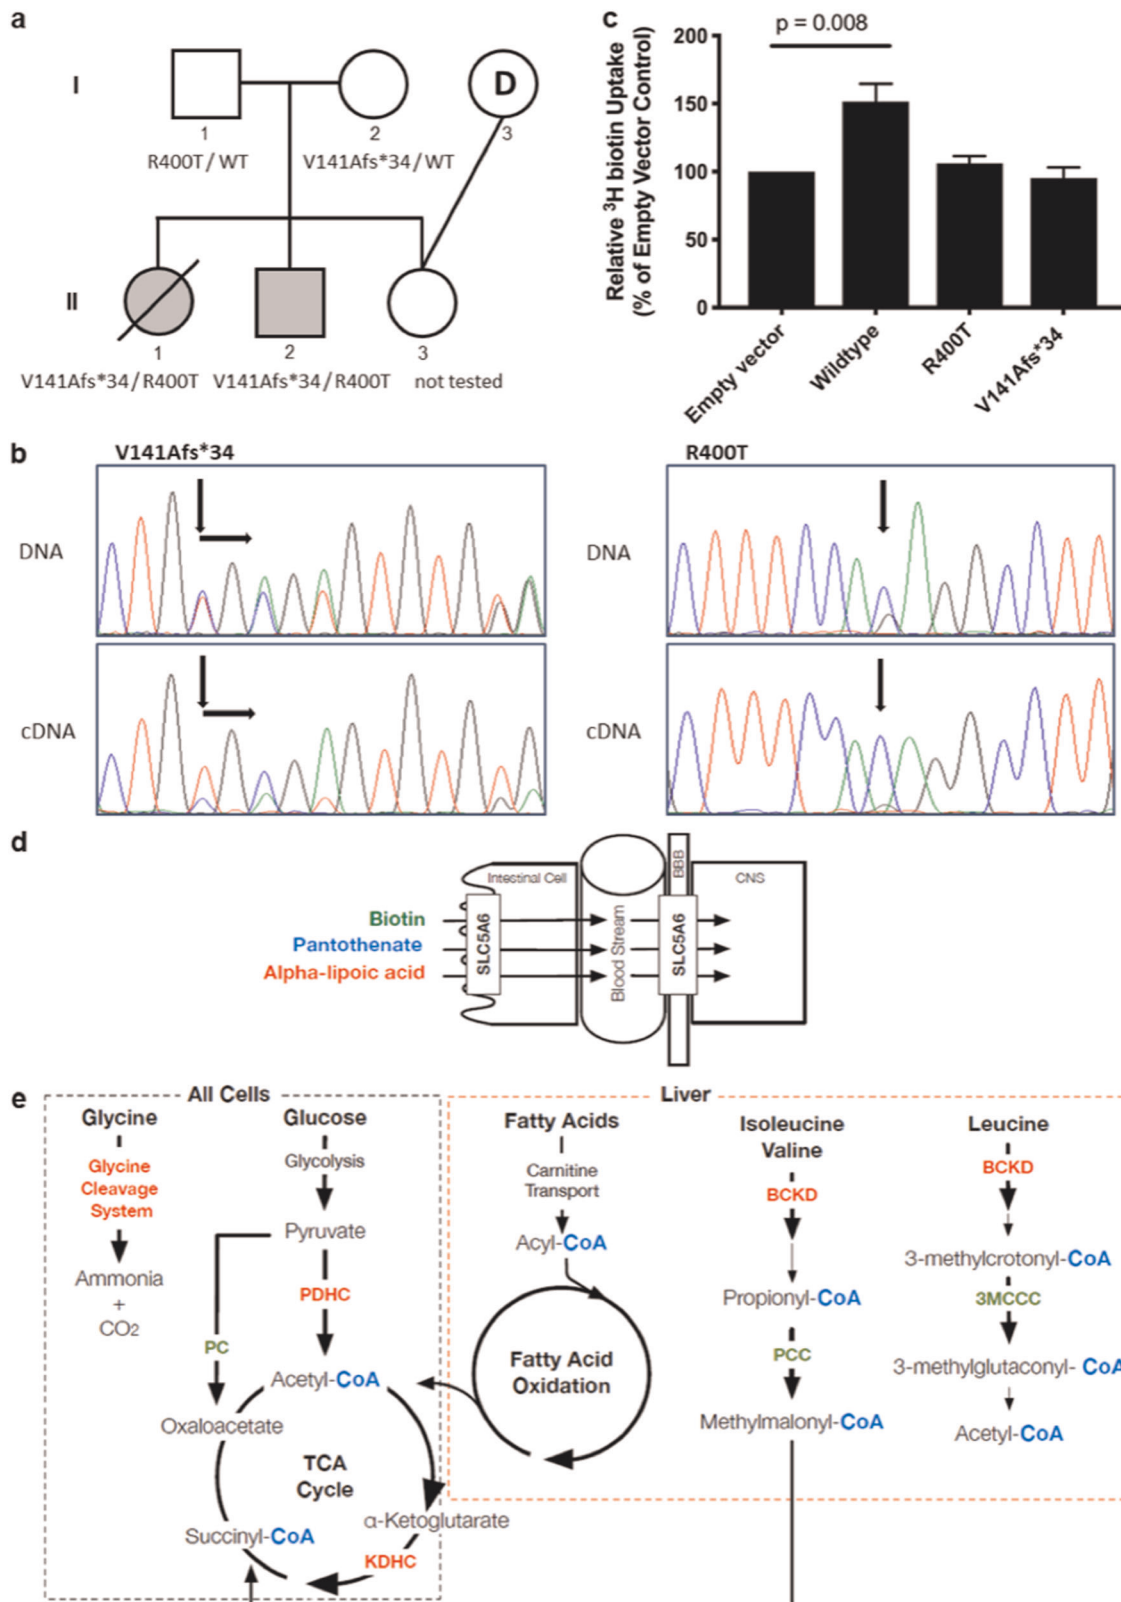 a
I
D
1
2
3
R400T/WT
V141Afs*34/WT
II
1
2
3
V141Afs*34/R400T
V141Afs*34/R400T
not tested
c
p = 0.008
Relative ³H biotin Uptake
(% of Empty Vector Control)
200
150
100
50
0
Empty vector
Wildtype
R400T
V141Afs*34
b
V141Afs*34
R400T
DNA
DNA
cDNA
cDNA
d
Intestinal Cell
BBB
CNS
Biotin
Pantothenate
Alpha-lipoic acid
SLC5A6
Blood Stream
SLC5A6
e
All Cells
Glycine
Glycine
Cleavage
System
Ammonia
+
CO2
Glucose
Glycolysis
Pyruvate
PDHC
PC
Acetyl-CoA
Oxaloacetate
TCA
Cycle
α-Ketoglutarate
Succinyl-CoA
KDHC
Liver
Fatty Acids
Carnitine
Transport
Acyl-CoA
Fatty Acid
Oxidation
Isoleucine
Valine
BCKD
Propionyl-CoA
PCC
Methylmalonyl-CoA
Leucine
BCKD
3-methylcrotonyl-CoA
3MCCC
3-methylglutaconyl- CoA
Acetyl-CoA